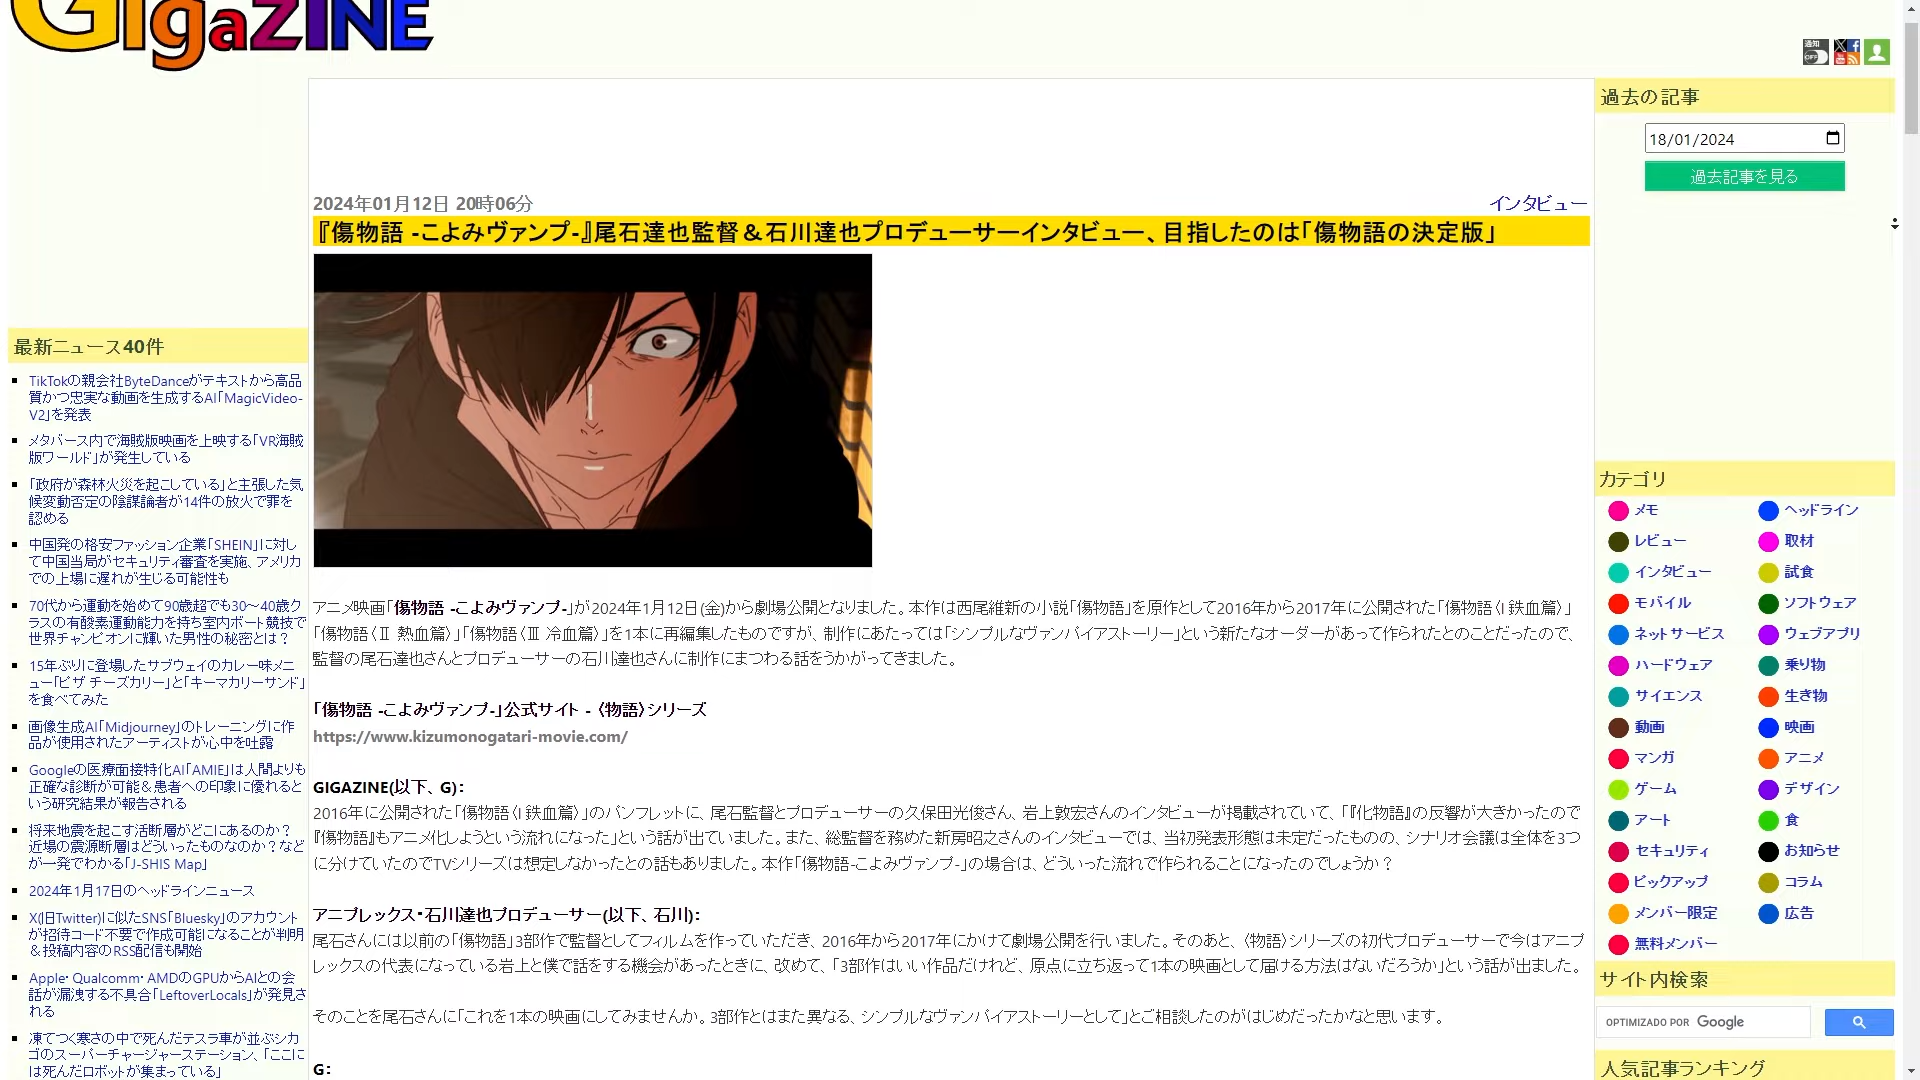 GigaZINE
通知
OFF
2024年01月12日 20時06分
インタビュー
『傷物語 -こよみヴァンプ-』尾石達也監督＆石川達也プロデューサーインタビュー、目指したのは「傷物語の決定版」
アニメ映画「傷物語 -こよみヴァンプ-」が2024年1月12日(金)から劇場公開となりました。本作は西尾維新の小説「傷物語」を原作として2016年から2017年に公開された「傷物語〈I 鉄血篇〉」
「傷物語〈Ⅱ 熱血篇〉」「傷物語〈Ⅲ 冷血篇〉」を1本に再編集したものですが、制作にあたっては「シンプルなヴァンパイアストーリー」という新たなオーダーがあって作られたとのことだったので、
監督の尾石達也さんとプロデューサーの石川達也さんに制作にまつわる話をうかがってきました。
「傷物語 -こよみヴァンプ-」公式サイト - 〈物語〉シリーズ
https://www.kizumonogatari-movie.com/
GIGAZINE(以下、G)：
2016年に公開された「傷物語〈I 鉄血篇〉」のパンフレットに、尾石監督とプロデューサーの久保田光俊さん、岩上敦宏さんのインタビューが掲載されていて、「『化物語』の反響が大きかったので
『傷物語』もアニメ化しようという流れになった」という話が出ていました。また、総監督を務めた新房昭之さんのインタビューでは、当初発表形態は未定だったものの、シナリオ会議は全体を3つ
に分けていたのでTVシリーズは想定しなかったとの話もありました。本作「傷物語-こよみヴァンプ-」の場合は、どういった流れで作られることになったのでしょうか？
アニプレックス・石川達也プロデューサー(以下、石川)：
尾石さんには以前の「傷物語」3部作で監督としてフィルムを作っていただき、2016年から2017年にかけて劇場公開を行いました。そのあと、〈物語〉シリーズの初代プロデューサーで今はアニプ
レックスの代表になっている岩上と僕で話をする機会があったときに、改めて、「3部作はいい作品だけれど、原点に立ち返って1本の映画として届ける方法はないだろうか」という話が出ました。
そのことを尾石さんに「これを1本の映画にしてみませんか。3部作とはまた異なる、シンプルなヴァンパイアストーリーとして」とご相談したのがはじめだったかなと思います。
G：
最新ニュース40件
TikTokの親会社ByteDanceがテキストから高品
質かつ忠実な動画を生成するAI「MagicVideo-
V2」を発表
メタバース内で海賊版映画を上映する「VR海賊
版ワールド」が発生している
「政府が森林火災を起こしている」と主張した気
候変動否定の陰謀論者が14件の放火で罪を
認める
中国発の格安ファッション企業「SHEIN」に対し
て中国当局がセキュリティ審査を実施、アメリカ
での上場に遅れが生じる可能性も
70代から運動を始めて90歳超でも30～40歳ク
ラスの有酸素運動能力を持ち室内ボート競技で
世界チャンピオンに輝いた男性の秘密とは？
15年ぶりに登場したサブウェイのカレー味メニ
ュー「ピザ チーズカリー」と「キーマカリーサンド」
を食べてみた
画像生成AI「Midjourney」のトレーニングに作
品が使用されたアーティストが心中を吐露
Googleの医療面接特化AI「AMIE」は人間よりも
正確な診断が可能＆患者への印象に優れると
いう研究結果が報告される
将来地震を起こす活断層がどこにあるのか？
近場の震源断層はどういったものなのか？など
が一発でわかる「J-SHIS Map」
2024年1月17日のヘッドラインニュース
X(旧Twitter)に似たSNS「Bluesky」のアカウント
が招待コード不要で作成可能になることが判明
＆投稿内容のRSS配信も開始
Apple・Qualcomm・AMDのGPUからAIとの会
話が漏洩する不具合「LeftoverLocals」が発見さ
れる
凍てつく寒さの中で死んだテスラ車が並ぶシカ
ゴのスーパーチャージャーステーション、「ここに
は死んだロボットが集まっている」
過去の記事
18/01/2024
過去記事を見る
カテゴリ
メモ
ヘッドライン
レビュー
取材
インタビュー
試食
モバイル
ソフトウェア
ネットサービス
ウェブアプリ
ハードウェア
乗り物
サイエンス
生き物
動画
映画
マンガ
アニメ
ゲーム
デザイン
アート
食
セキュリティ
お知らせ
ピックアップ
コラム
メンバー限定
広告
無料メンバー
サイト内検索
OPTIMIZADO POR Google
人気記事ランキング